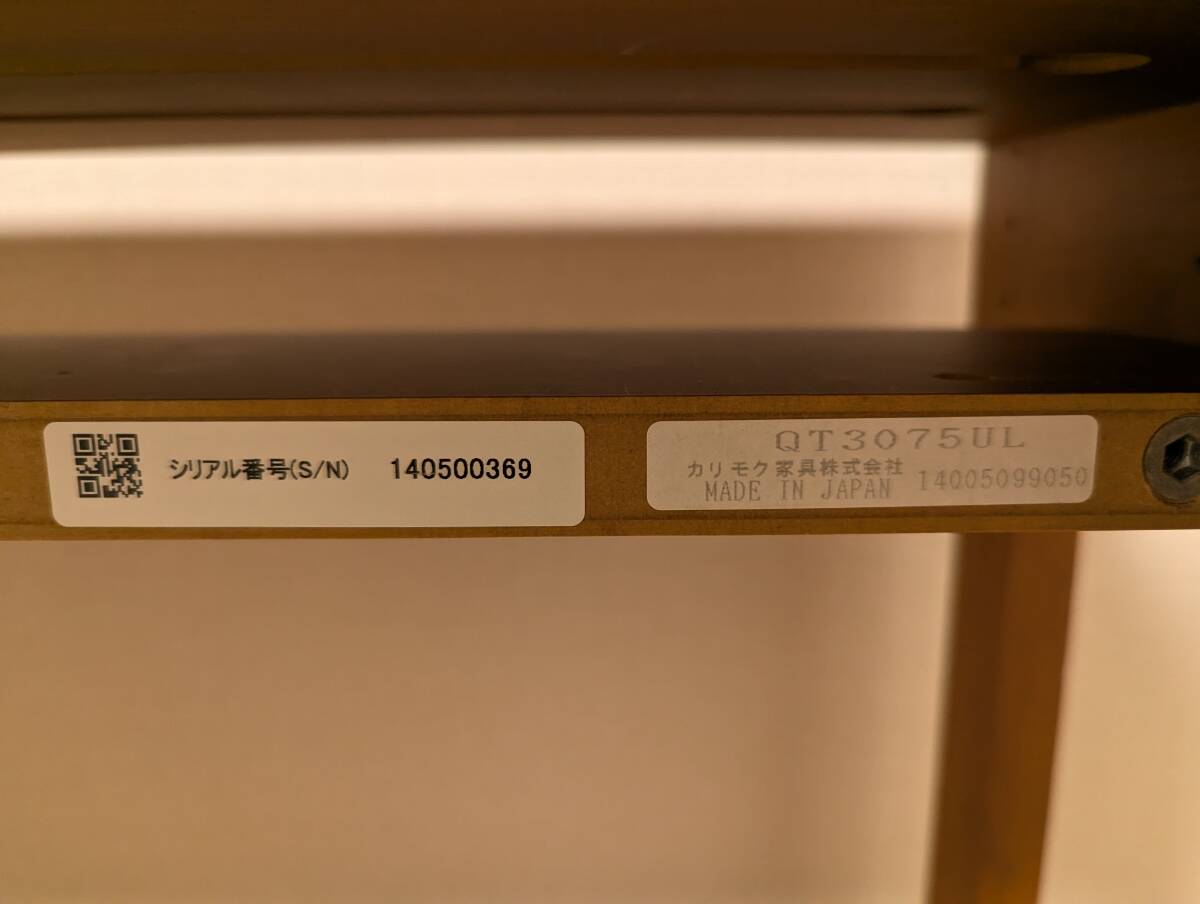 シリアル番号(S/N) 140500369
QT3075UL
カリモク家具株式会社
MADE IN JAPAN 14005099050